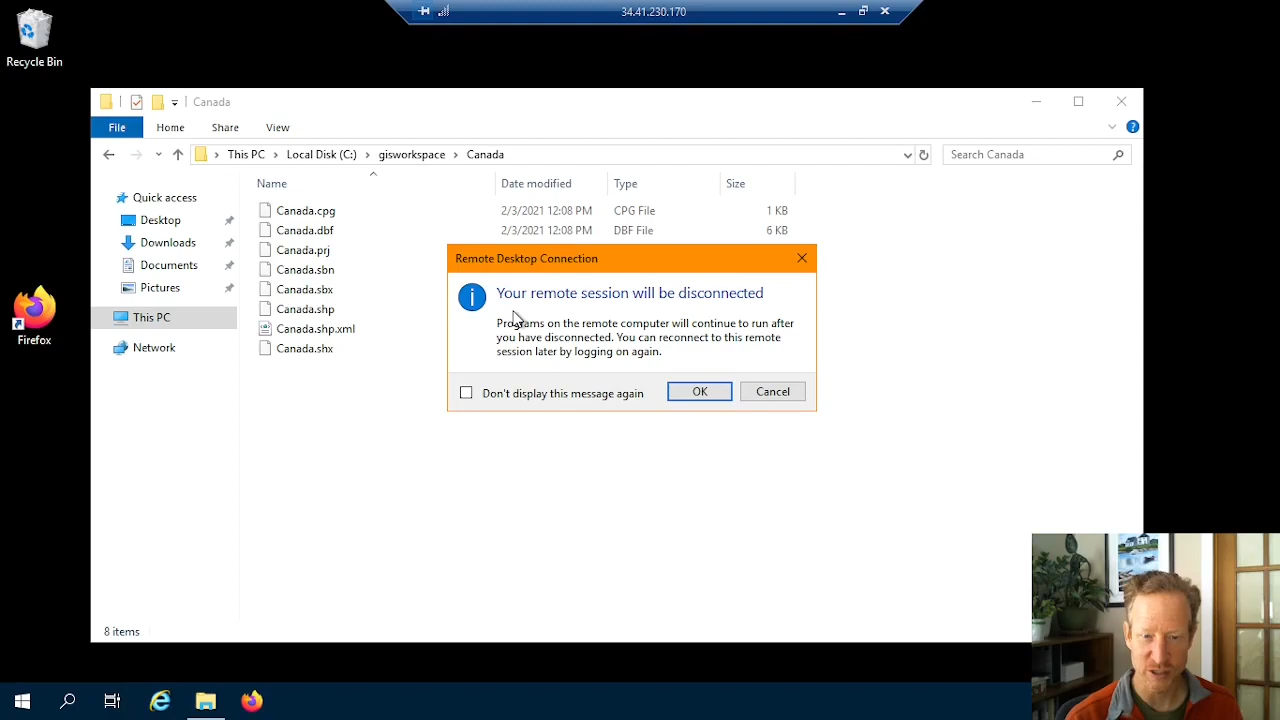 34.41.230.170
Recycle Bin
Canada
File Home Share View
This PC > Local Disk (C:) > gisworkspace > Canada
Search Canada
Name Date modified Type Size
Quick access
Desktop
Downloads
Documents
Pictures
This PC
Network
Canada.cpg 2/3/2021 12:08 PM CPG File 1 KB
Canada.dbf 2/3/2021 12:08 PM DBF File 6 KB
Canada.prj
Canada.sbn
Canada.sbx
Canada.shp
Canada.shp.xml
Canada.shx
Remote Desktop Connection
Your remote session will be disconnected
Programs on the remote computer will continue to run after
you have disconnected. You can reconnect to this remote
session later by logging on again.
Don't display this message again
OK Cancel
Firefox
8 items